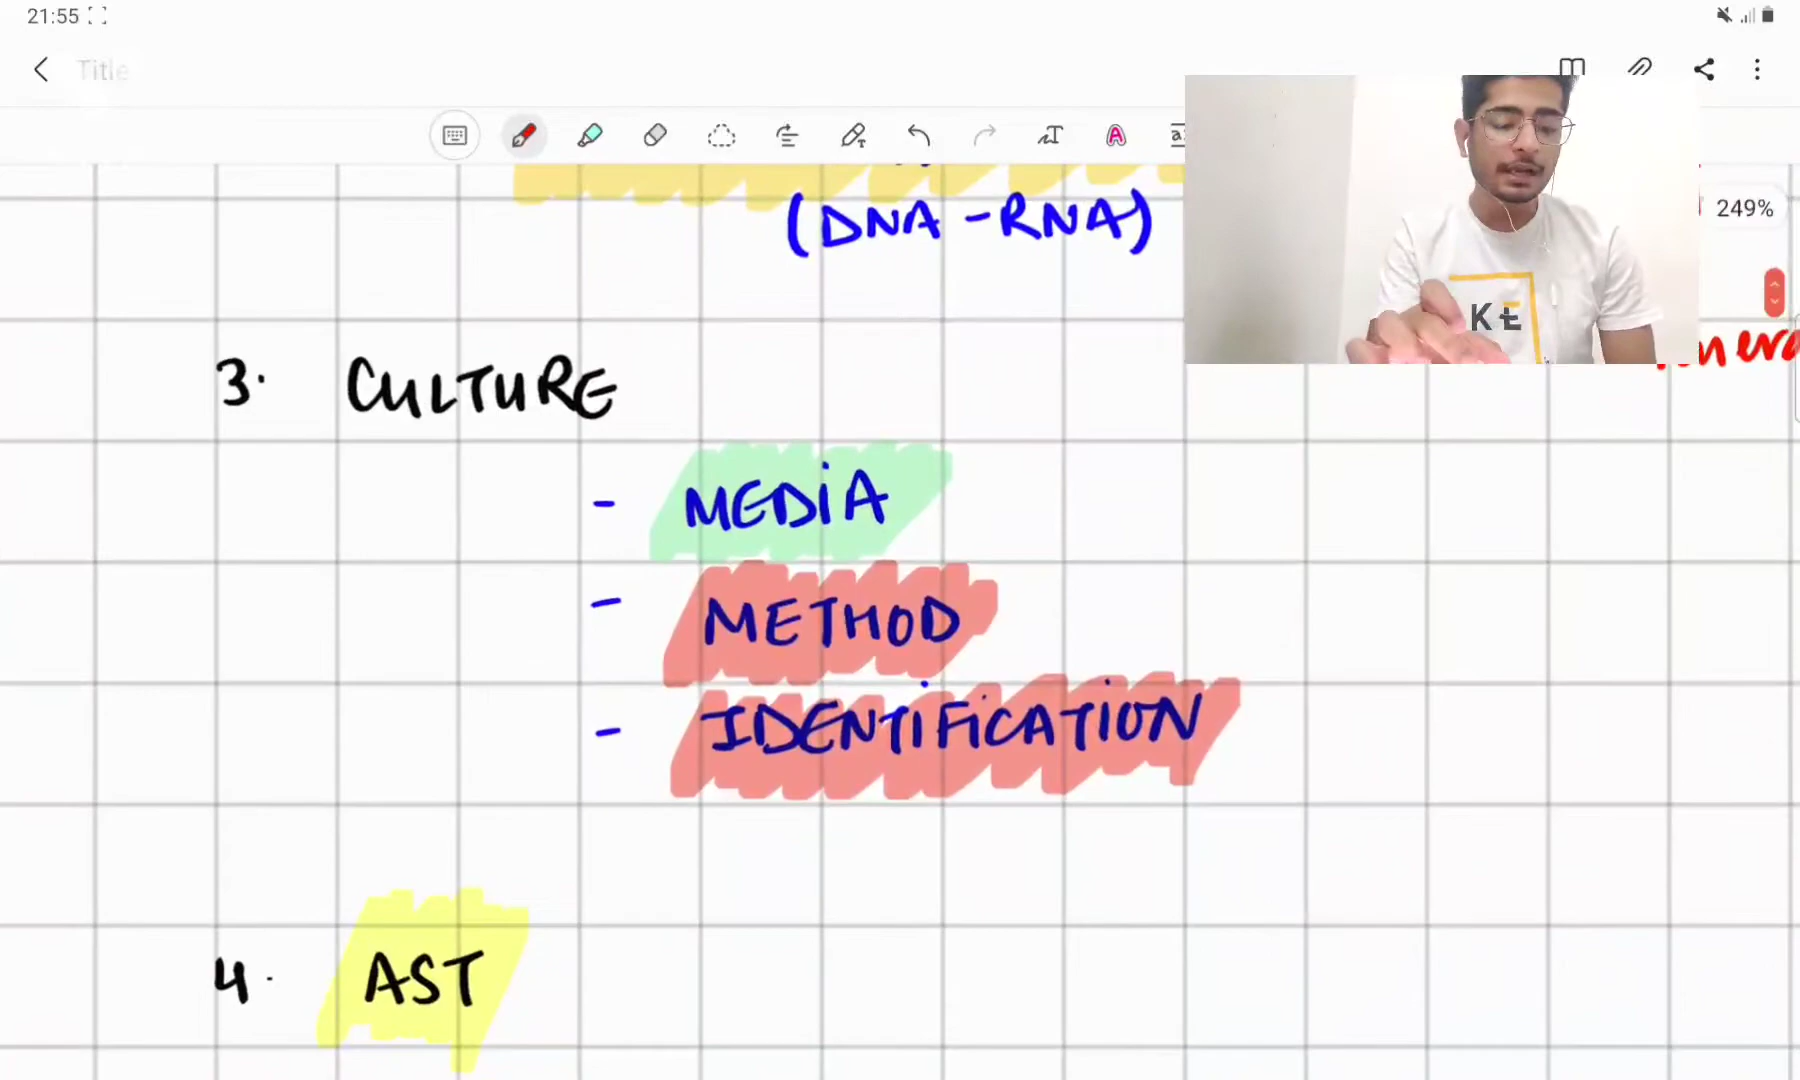 21:55
Title
249%
(DNA - RNA)
KE
3. CULTURE
- MEDiA
- METHOD
- IDENTiFiCATiON
4. AST